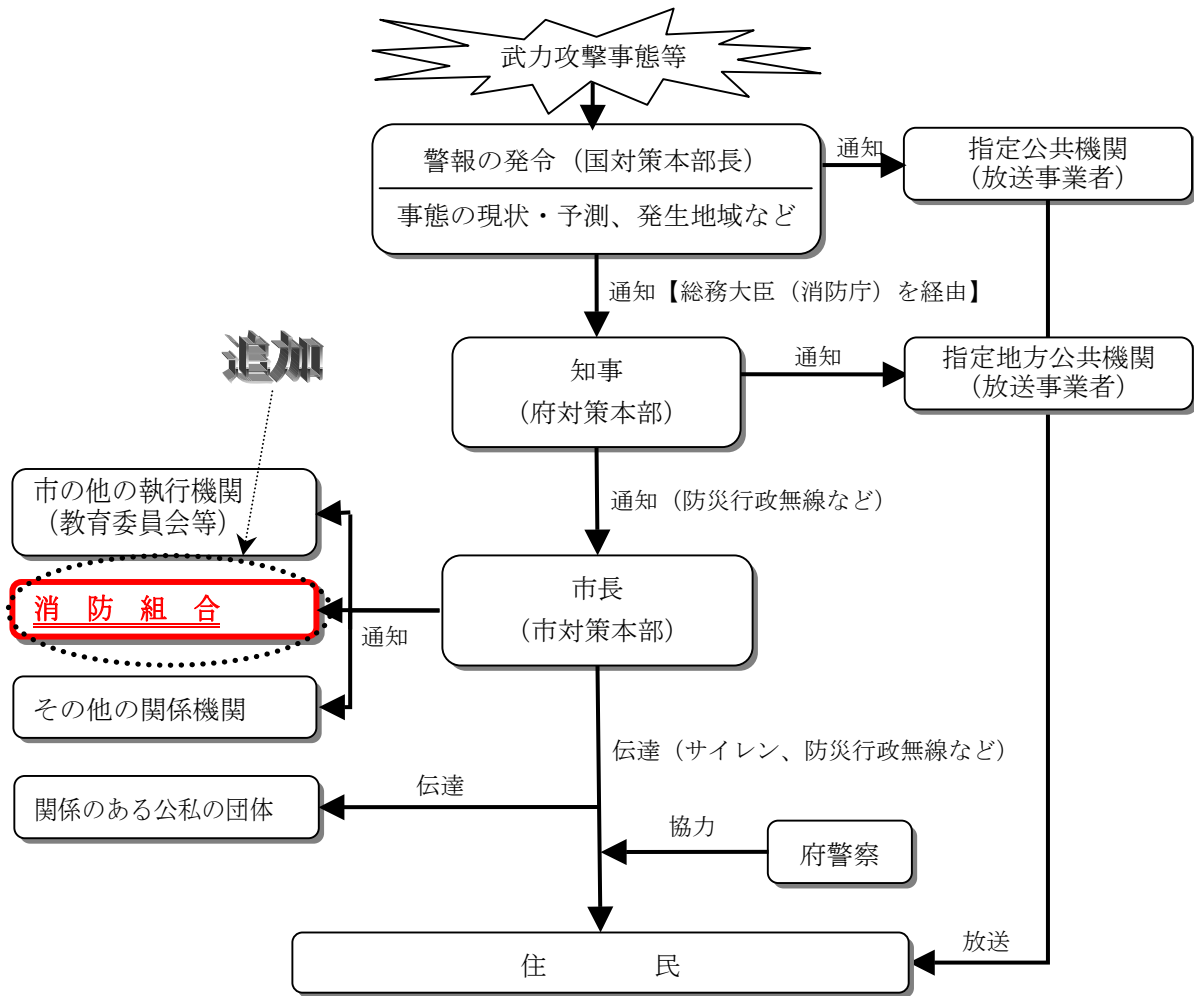 武力攻撃事態等
警報の発令（国対策本部長）
事態の現状・予測、発生地域など
通知
指定公共機関
（放送事業者）
通知【総務大臣（消防庁）を経由】
追加
知事
（府対策本部）
通知
指定地方公共機関
（放送事業者）
通知（防災行政無線など）
市の他の執行機関
（教育委員会等）
消　防　組　合
その他の関係機関
通知
市長
（市対策本部）
伝達（サイレン、防災行政無線など）
関係のある公私の団体
伝達
協力
府警察
放送
住　　　　民